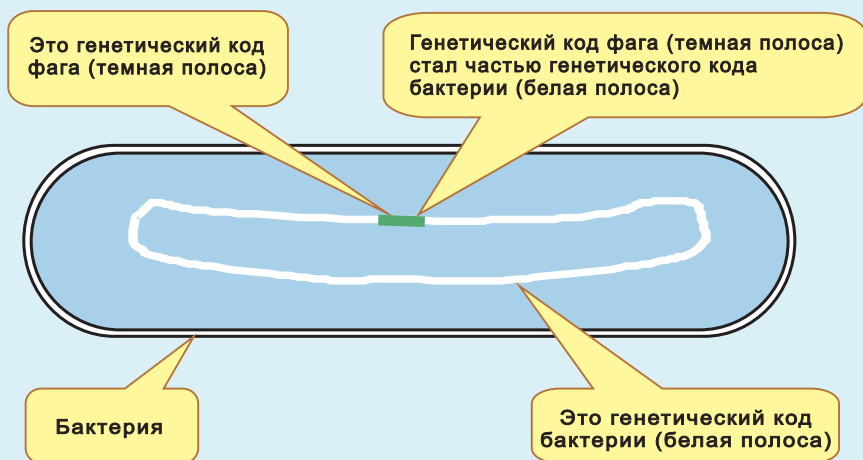 Это генетический код
фага (темная полоса)
Генетический код фага (темная полоса)
стал частью генетического кода
бактерии (белая полоса)
Бактерия
Это генетический код
бактерии (белая полоса)